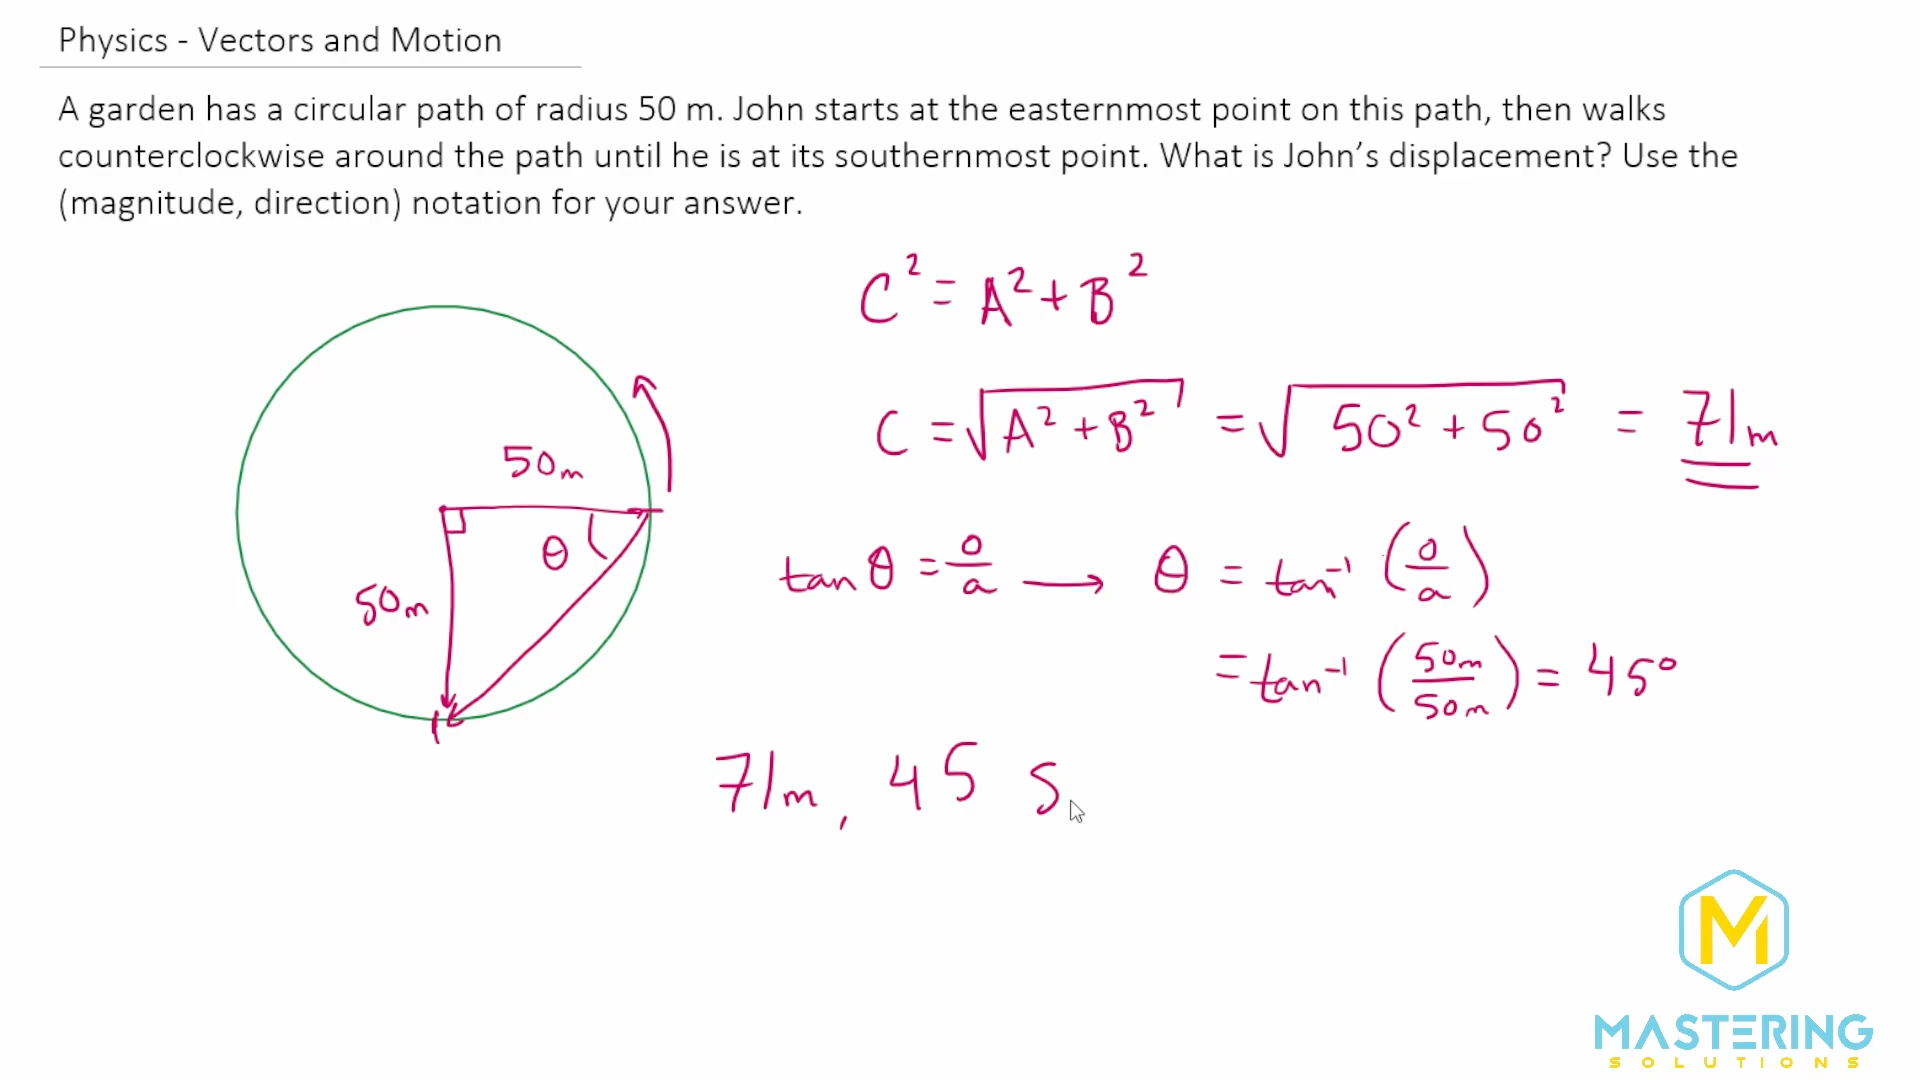 Physics - Vectors and Motion
A garden has a circular path of radius 50 m. John starts at the easternmost point on this path, then walks
counterclockwise around the path until he is at its southernmost point. What is John’s displacement? Use the
(magnitude, direction) notation for your answer.
C² = A² + B²
C = √(A² + B²) = √(50² + 50²) = 71m
50m
θ
50m
tan θ = o/a → θ = tan⁻¹ (o/a)
= tan⁻¹ (50m/50m) = 45°
71m, 45 S
MASTERING
SOLUTIONS